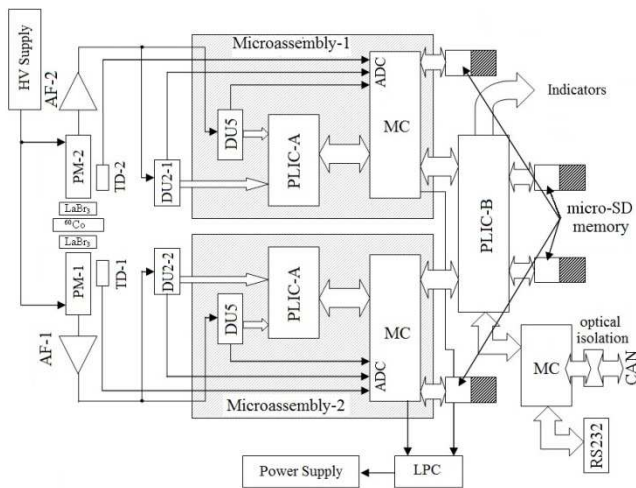 HV Supply
AF-2
PM-2
TD-2
LaBr3
60Co
LaBr3
PM-1
TD-1
AF-1
Microassembly-1
ADC
MC
DU5
PLIC-A
DU2-1
DU2-2
PLIC-A
DU5
MC
ADC
Microassembly-2
PLIC-B
Indicators
micro-SD
memory
optical
isolation
MC
CAN
RS232
Power Supply
LPC